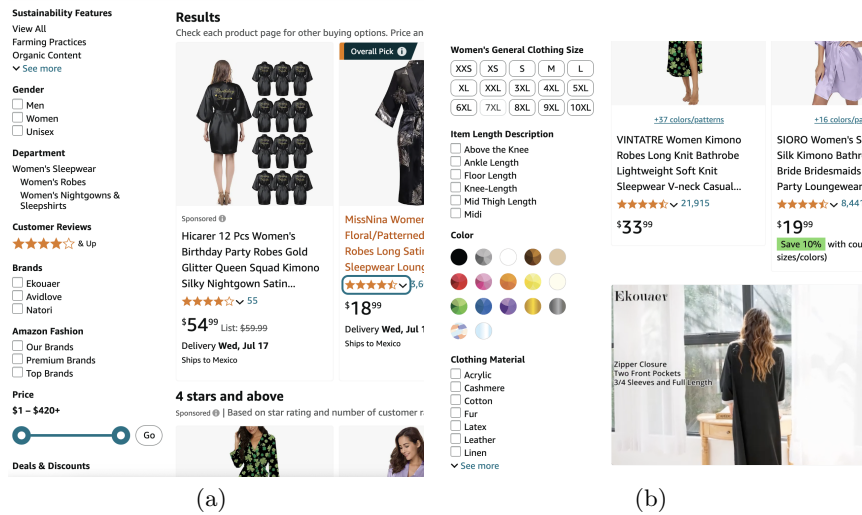 Sustainability Features
View All
Farming Practices
Organic Content
See more
Gender
Men
Women
Unisex
Department
Women's Sleepwear
Women's Robes
Women's Nightgowns &
Sleepshirts
Customer Reviews
& Up
Brands
Ekouaer
Avidlove
Natori
Amazon Fashion
Our Brands
Premium Brands
Top Brands
Price
$1 – $420+
Go
Deals & Discounts
Results
Check each product page for other buying options. Price an
Sponsored
Hicarer 12 Pcs Women's
Birthday Party Robes Gold
Glitter Queen Squad Kimono
Silky Nightgown Satin...
55
$54.99 List: $59.99
Delivery Wed, Jul 17
Ships to Mexico
Overall Pick
MissNina Women
Floral/Patterned
Robes Long Satin
Sleepwear Loung
3,6
$18.99
Delivery Wed, Jul 1
Ships to Mexico
4 stars and above
Sponsored | Based on star rating and number of customer r
(a)
Women's General Clothing Size
XXS XS S M L
XL XXL 3XL 4XL 5XL
6XL 7XL 8XL 9XL 10XL
Item Length Description
Above the Knee
Ankle Length
Floor Length
Knee-Length
Mid Thigh Length
Midi
Color
Clothing Material
Acrylic
Cashmere
Cotton
Fur
Latex
Leather
Linen
See more
+37 colors/patterns
VINTATRE Women Kimono
Robes Long Knit Bathrobe
Lightweight Soft Knit
Sleepwear V-neck Casual...
21,915
$33.99
+16 colors/pa
SIORO Women's S
Silk Kimono Bathr
Bride Bridesmaids
Party Loungewear
8,441
$19.99
Save 10% with cou
sizes/colors)
Ekouaer
Zipper Closure
Two Front Pockets
3/4 Sleeves and Full Length
(b)